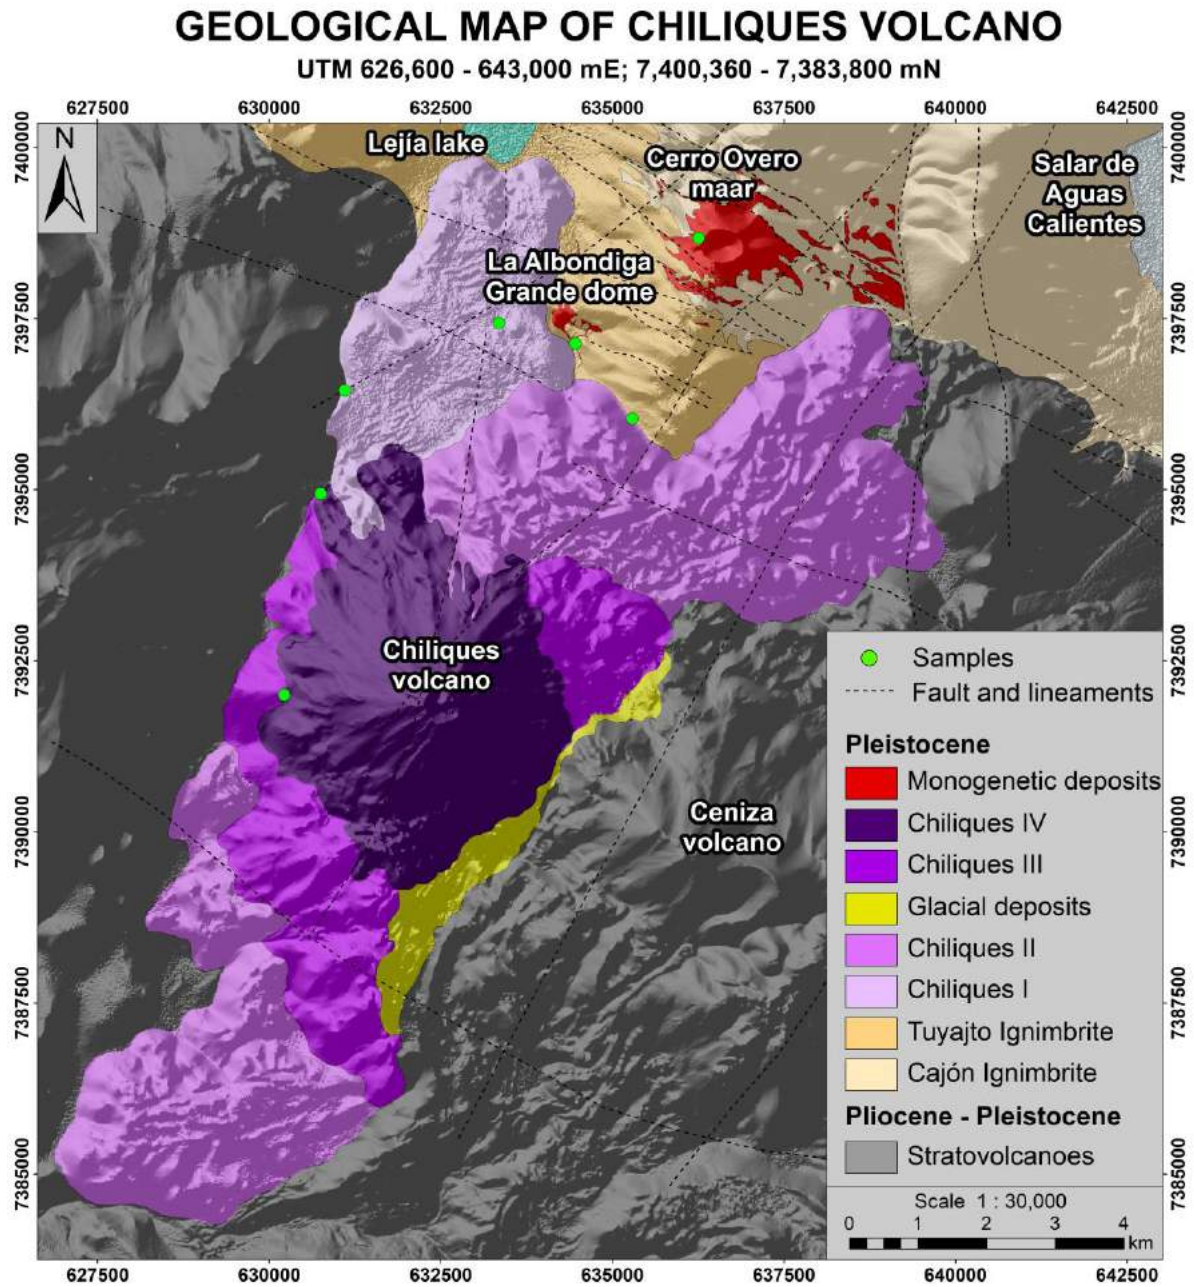 GEOLOGICAL MAP OF CHILIQUES VOLCANO
UTM 626,600 - 643,000 mE; 7,400,360 - 7,383,800 mN
627500 630000 632500 635000 637500 640000 642500
N
Lejía lake
Cerro Overo
maar
Salar de
Aguas
Calientes
La Albondiga
Grande dome
Chiliques
volcano
Ceniza
volcano
7400000
7397500
7395000
7392500
7390000
7387500
7385000
7400000
7397500
7395000
7392500
7390000
7387500
7385000
Samples
Fault and lineaments
Pleistocene
Monogenetic deposits
Chiliques IV
Chiliques III
Glacial deposits
Chiliques II
Chiliques I
Tuyajto Ignimbrite
Cajón Ignimbrite
Pliocene - Pleistocene
Stratovolcanoes
Scale 1 : 30,000
0 1 2 3 4
km
627500 630000 632500 635000 637500 640000 642500